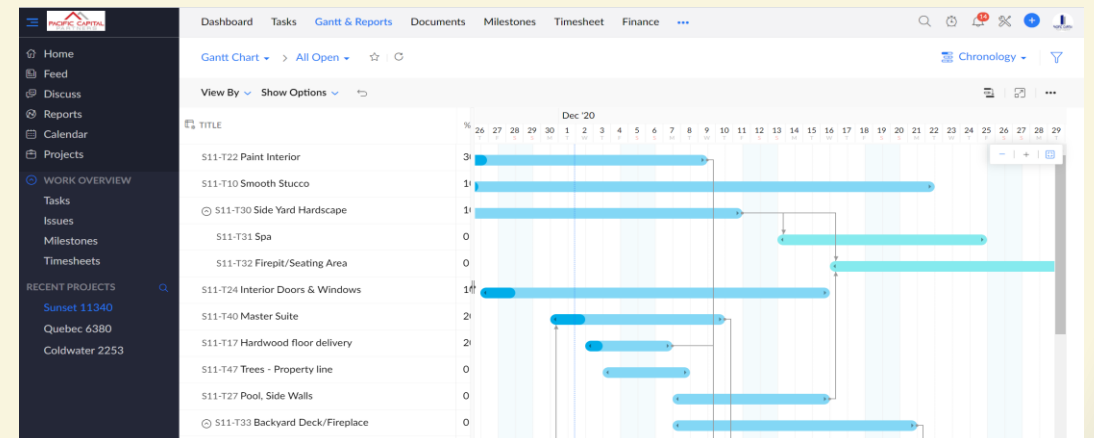 PACIFIC CAPITAL
PARTNERS
Dashboard Tasks Gantt & Reports Documents Milestones Timesheet Finance •••
14
Home
Feed
Discuss
Reports
Calendar
Projects
WORK OVERVIEW
Tasks
Issues
Milestones
Timesheets
RECENT PROJECTS
Sunset 11340
Quebec 6380
Coldwater 2253
Gantt Chart > All Open
Chronology
View By Show Options
TITLE %
Dec '20
26 27 28 29 30 1 2 3 4 5 6 7 8 9 10 11 12 13 14 15 16 17 18 19 20 21 22 23 24 25 26 27 28 29
T F S S M T W T F S S M T W T F S S M T W T F S S M T W T F S S M T
S11-T22 Paint Interior
S11-T10 Smooth Stucco
S11-T30 Side Yard Hardscape
S11-T31 Spa 0
S11-T32 Firepit/Seating Area 0
S11-T24 Interior Doors & Windows
S11-T40 Master Suite
S11-T17 Hardwood floor delivery
S11-T47 Trees - Property line 0
S11-T27 Pool, Side Walls 0
S11-T33 Backyard Deck/Fireplace 0